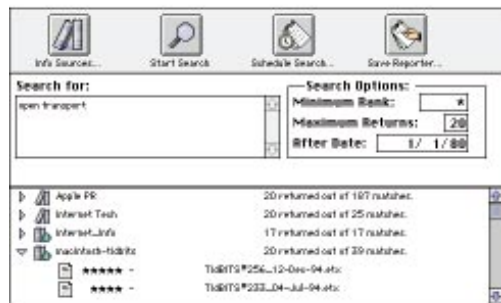 Info Sources... Start Search Schedule Search... Save Reporter...
Search for: Search Options:
open transport
Minimum Rank: *
Maximum Returns: 20
After Date: 1/ 1/80
Apple PR 20 returned out of 187 matches.
Internet Tech 20 returned out of 25 matches.
Internet_Info 17 returned out of 17 matches.
macintosh-tidbits 20 returned out of 39 matches.
★★★★★ - TidBITS#256_12-Dec-94.etx
★★★★ - TidBITS#233_04-Jul-94.etx